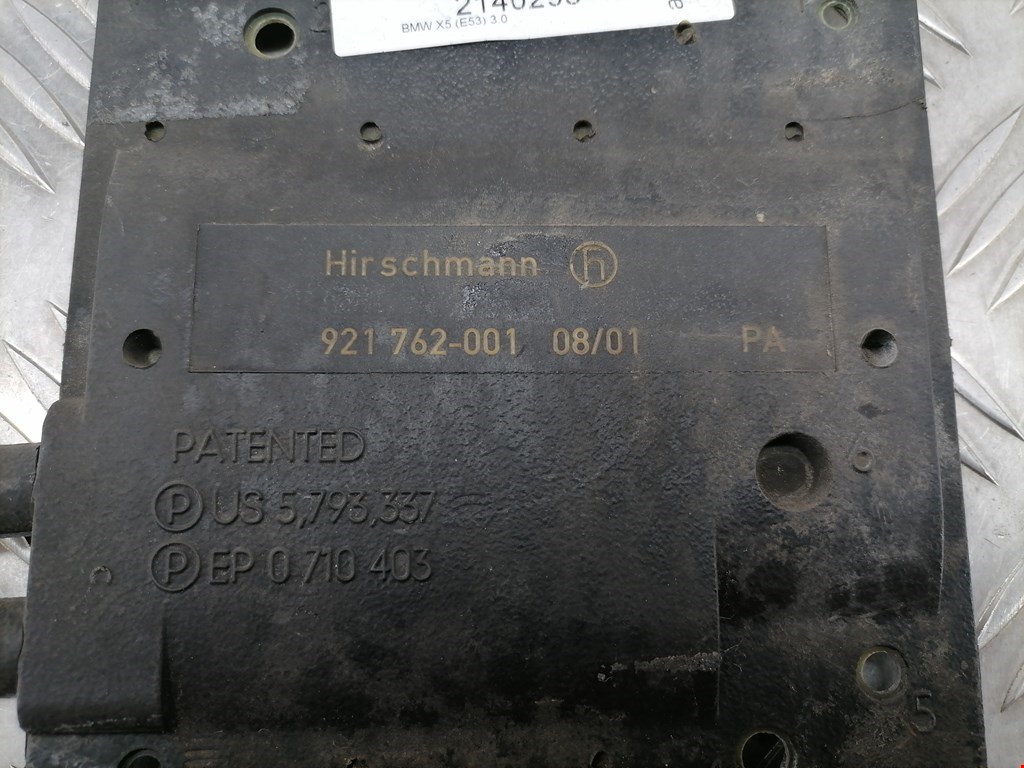 BMW X5 (E53) 3.0
Hirschmann h
921 762-001 08/01 PA
PATENTED
P US 5,793,337
P EP 0 710 403
6
5